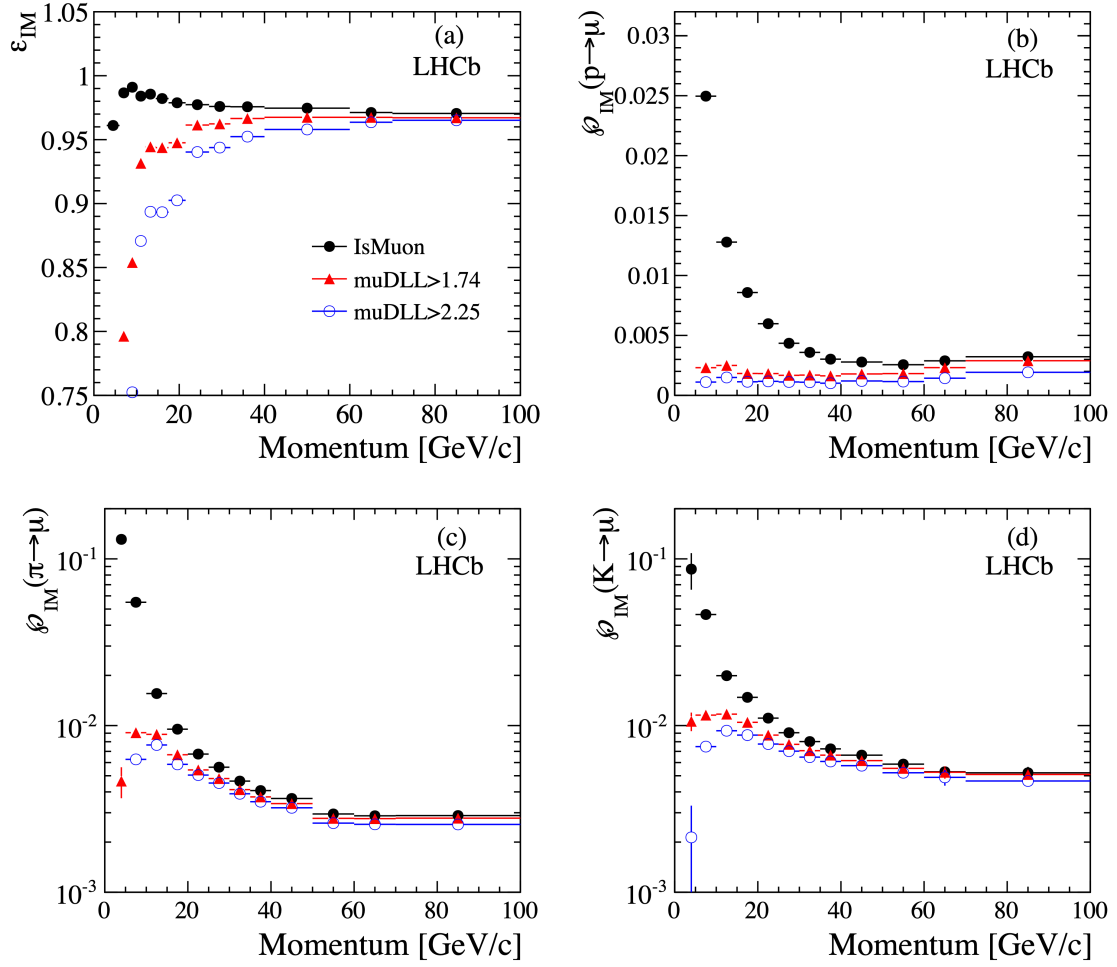 ε_IM
(a)
LHCb
1.05
1
0.95
0.9
0.85
0.8
0.75
IsMuon
muDLL>1.74
muDLL>2.25
0 20 40 60 80 100
Momentum [GeV/c]
℘_IM(p→μ)
(b)
LHCb
0.03
0.025
0.02
0.015
0.01
0.005
0
0 20 40 60 80 100
Momentum [GeV/c]
℘_IM(π→μ)
(c)
LHCb
10⁻¹
10⁻²
10⁻³
0 20 40 60 80 100
Momentum [GeV/c]
℘_IM(K→μ)
(d)
LHCb
10⁻¹
10⁻²
10⁻³
0 20 40 60 80 100
Momentum [GeV/c]